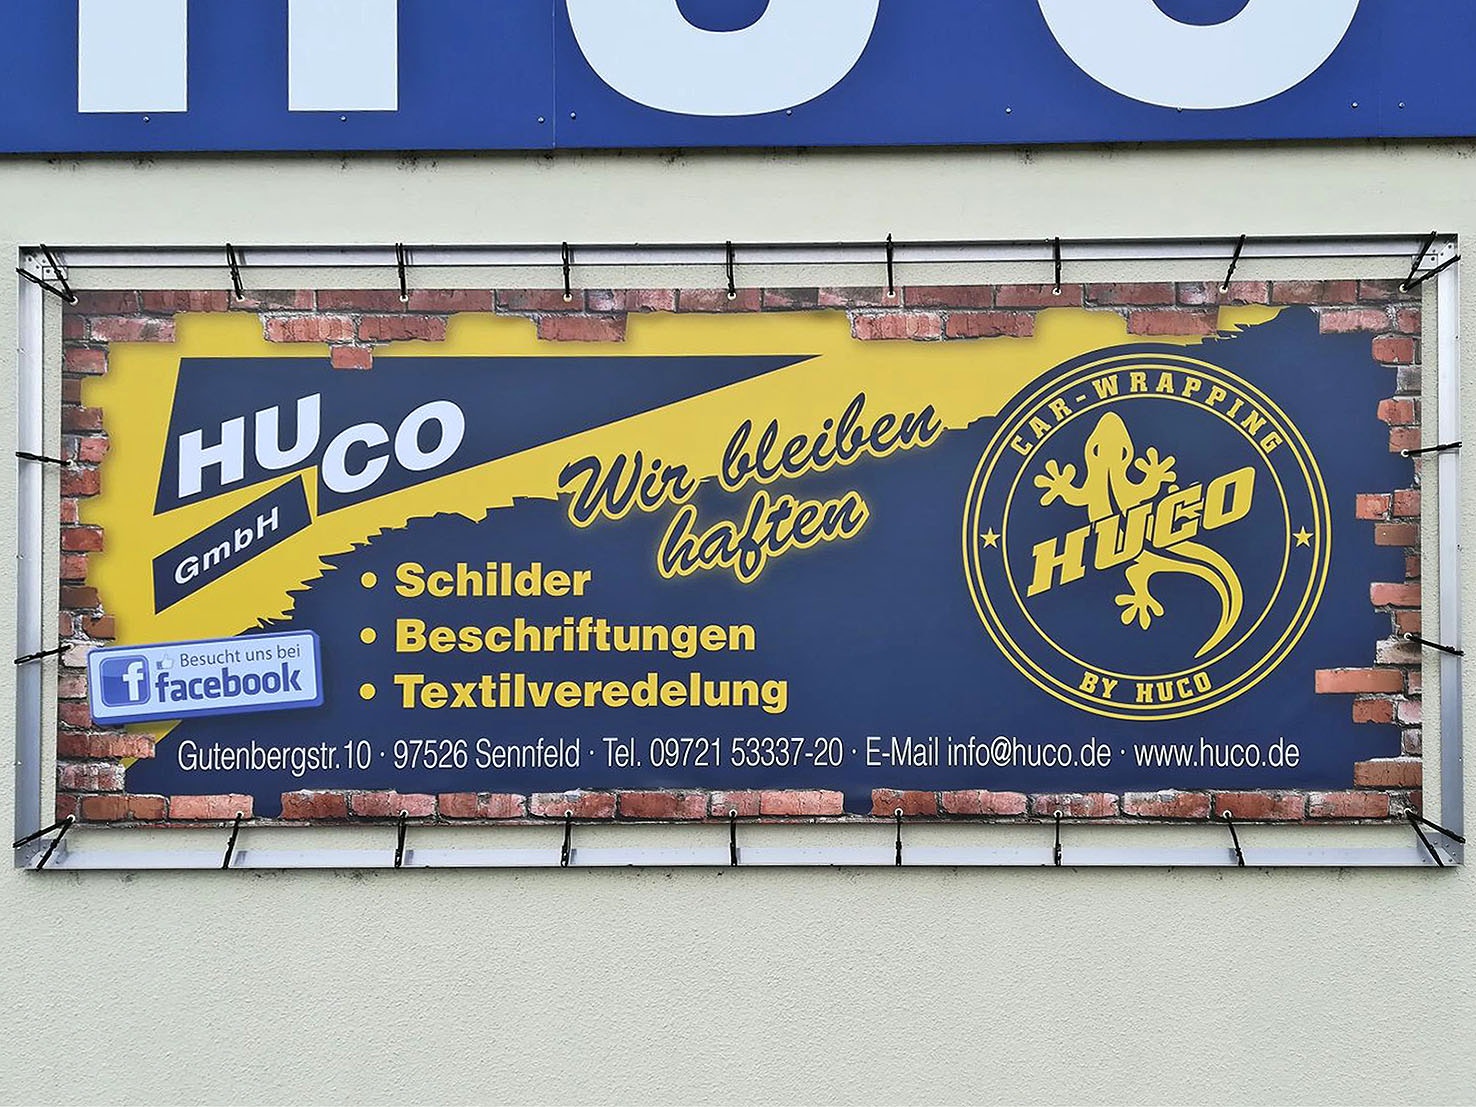 HUCO
GmbH
Wir bleiben
haften
• Schilder
• Beschriftungen
• Textilveredelung
Besucht uns bei
facebook
CAR-WRAPPING
HUCO
BY HUCO
Gutenbergstr.10 · 97526 Sennfeld · Tel. 09721 53337-20 · E-Mail info@huco.de · www.huco.de